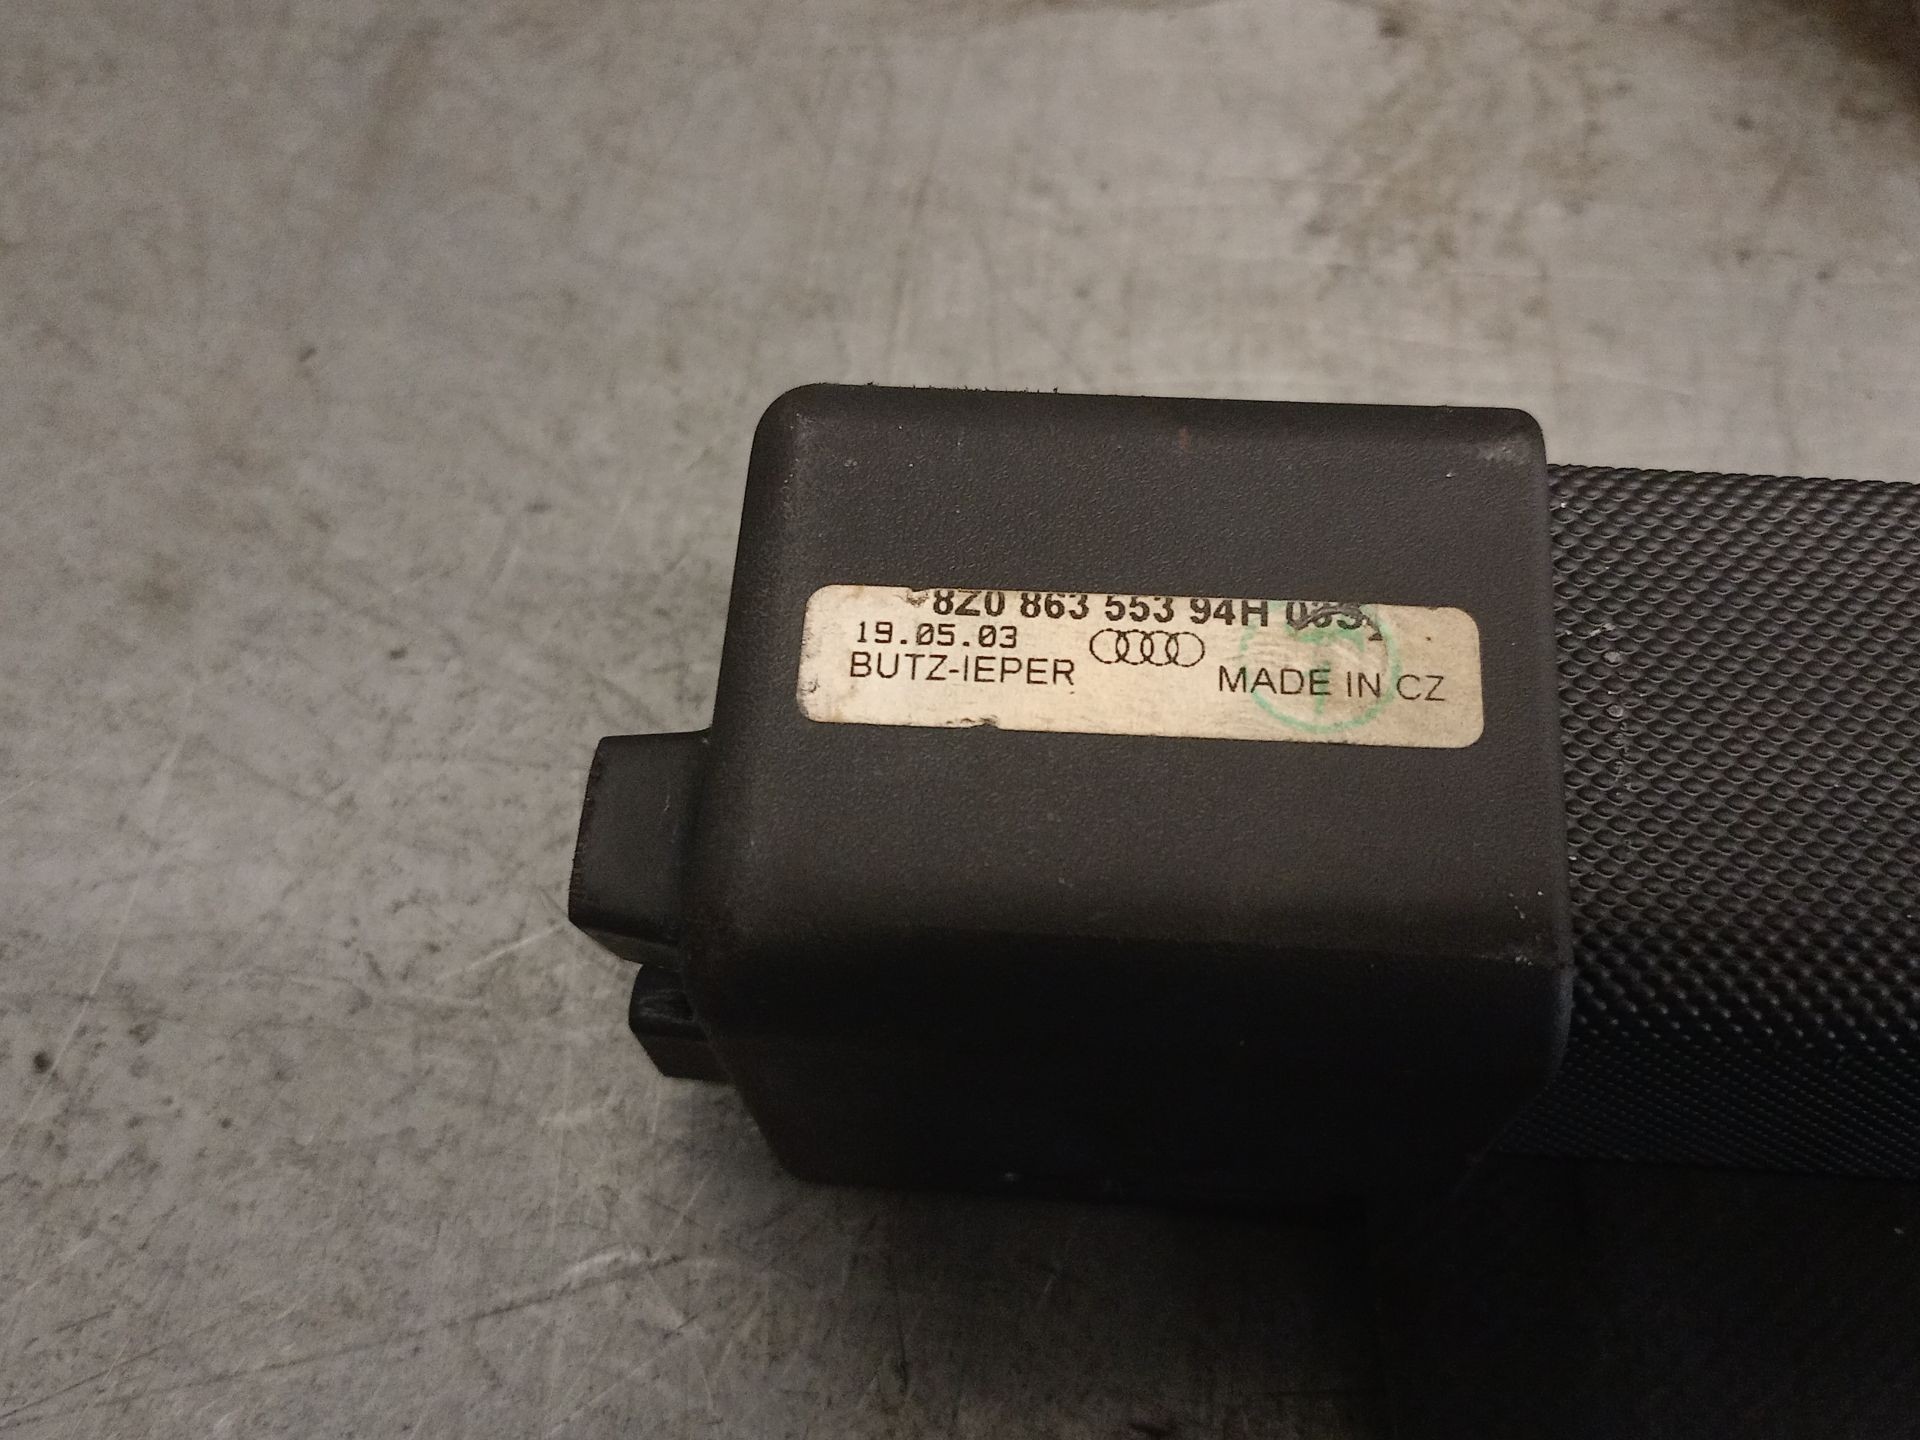 8Z0 863 553 94H
19.05.03
BUTZ-IEPER MADE IN CZ